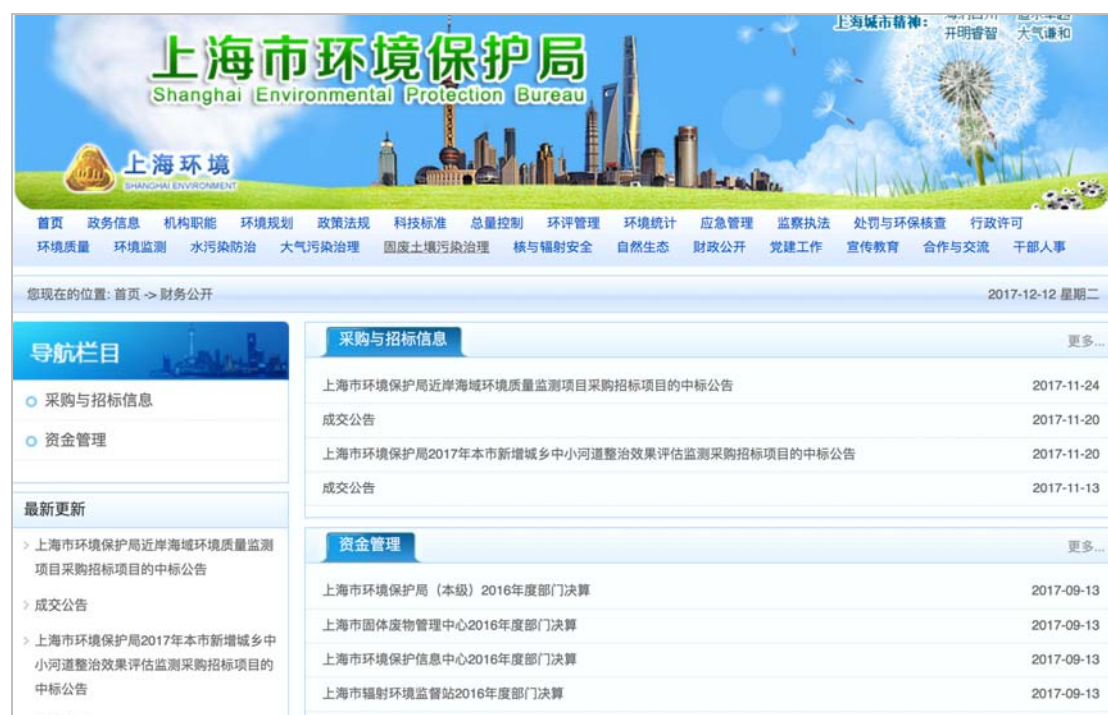 上海城市精神：
开明睿智 大气谦和
上海市环境保护局
Shanghai Environmental Protection Bureau
上海环境
SHANGHAI ENVIRONMENT
首页 政务信息 机构职能 环境规划 政策法规 科技标准 总量控制 环评管理 环境统计 应急管理 监察执法 处罚与环保核查 行政许可
环境质量 环境监测 水污染防治 大气污染治理 固废土壤污染治理 核与辐射安全 自然生态 财政公开 党建工作 宣传教育 合作与交流 干部人事
您现在的位置: 首页 -> 财务公开 2017-12-12 星期二
导航栏目
采购与招标信息
资金管理
最新更新
上海市环境保护局近岸海域环境质量监测
项目采购招标项目的中标公告
成交公告
上海市环境保护局2017年本市新增城乡中
小河道整治效果评估监测采购招标项目的
中标公告
采购与招标信息 更多...
上海市环境保护局近岸海域环境质量监测项目采购招标项目的中标公告 2017-11-24
成交公告 2017-11-20
上海市环境保护局2017年本市新增城乡中小河道整治效果评估监测采购招标项目的中标公告 2017-11-20
成交公告 2017-11-13
资金管理 更多...
上海市环境保护局（本级）2016年度部门决算 2017-09-13
上海市固体废物管理中心2016年度部门决算 2017-09-13
上海市环境保护信息中心2016年度部门决算 2017-09-13
上海市辐射环境监督站2016年度部门决算 2017-09-13